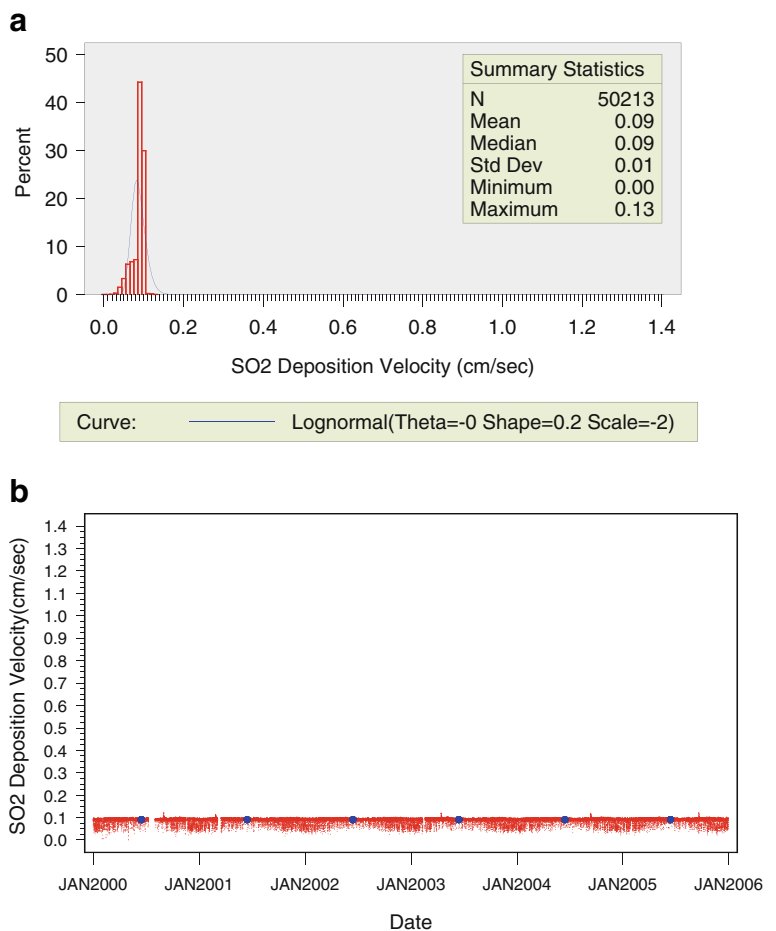 a
50
40
30
20
10
0
Percent
Summary Statistics
N 50213
Mean 0.09
Median 0.09
Std Dev 0.01
Minimum 0.00
Maximum 0.13
0.0 0.2 0.4 0.6 0.8 1.0 1.2 1.4
SO2 Deposition Velocity (cm/sec)
Curve: Lognormal(Theta=-0 Shape=0.2 Scale=-2)
b
1.4
1.3
1.2
1.1
1.0
0.9
0.8
0.7
0.6
0.5
0.4
0.3
0.2
0.1
0.0
SO2 Deposition Velocity(cm/sec)
JAN2000 JAN2001 JAN2002 JAN2003 JAN2004 JAN2005 JAN2006
Date